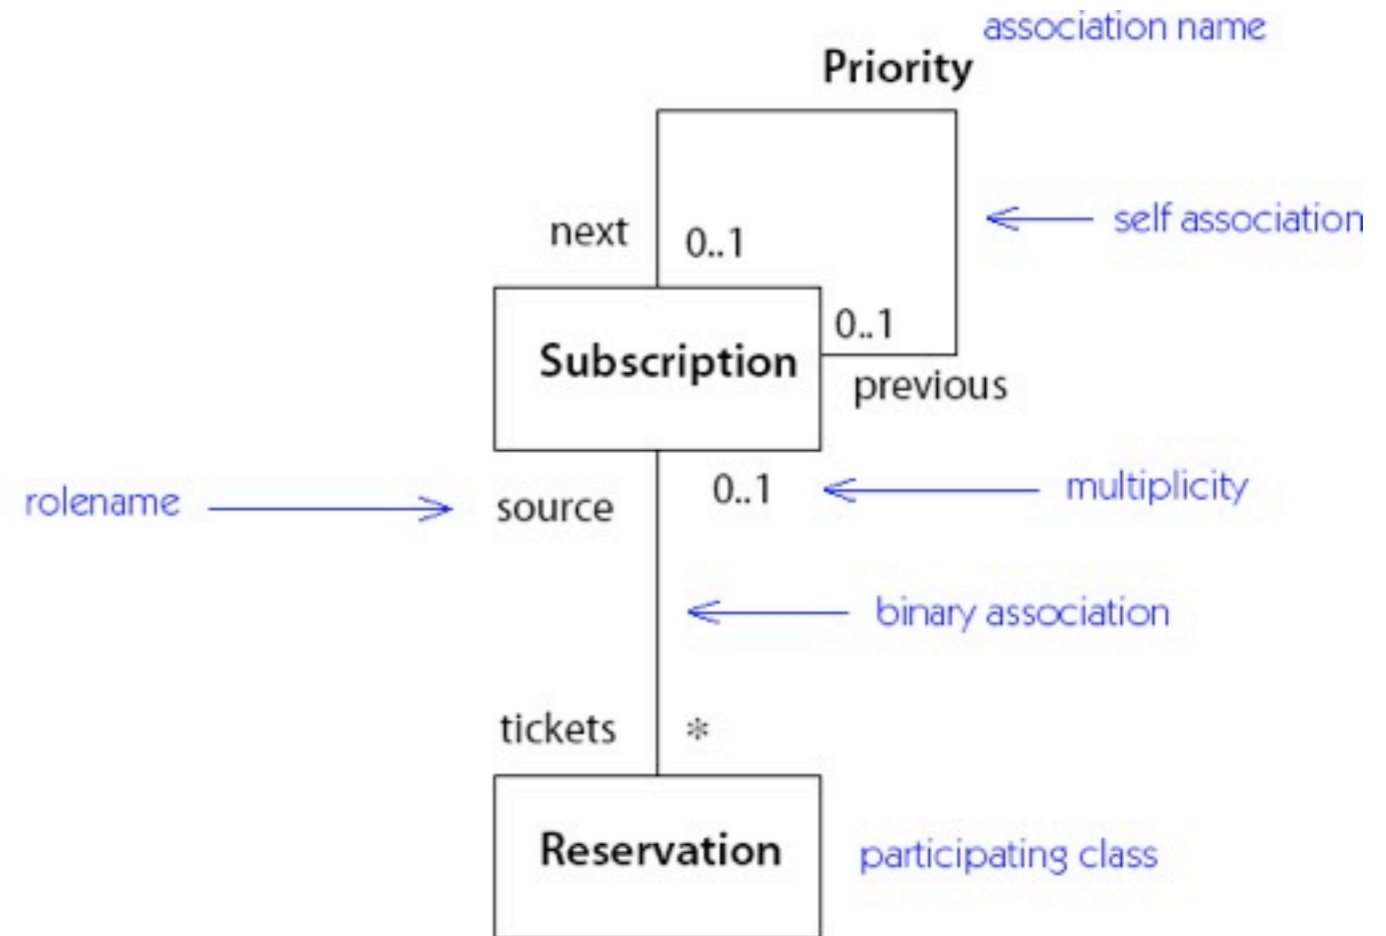 association name
Priority
next
0..1
self association
0..1
Subscription
previous
rolename
source
0..1
multiplicity
binary association
tickets
*
Reservation
participating class